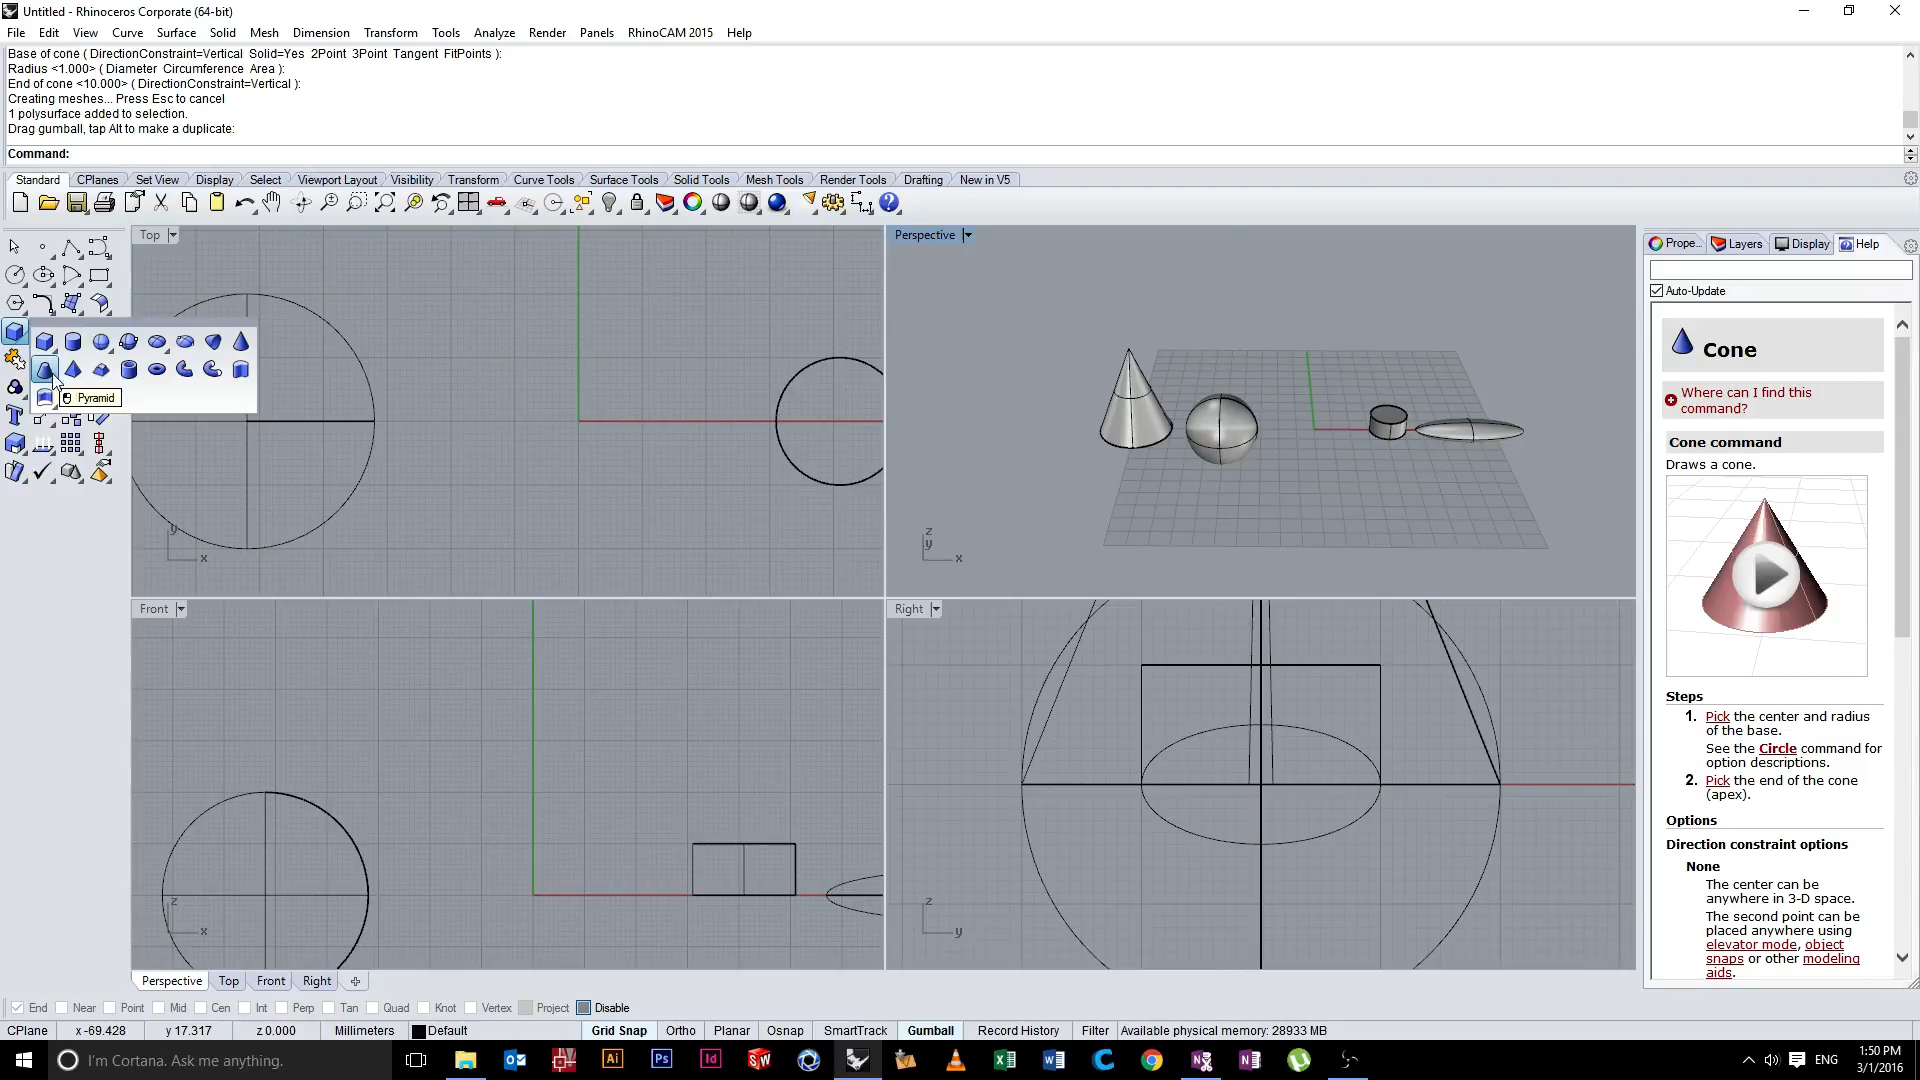 Untitled - Rhinoceros Corporate (64-bit)
File Edit View Curve Surface Solid Mesh Dimension Transform Tools Analyze Render Panels RhinoCAM 2015 Help
Base of cone ( DirectionConstraint=Vertical Solid=Yes 2Point 3Point Tangent FitPoints ):
Radius <1.000> ( Diameter Circumference Area ):
End of cone <10.000> ( DirectionConstraint=Vertical ):
Creating meshes... Press Esc to cancel
1 polysurface added to selection.
Drag gumball, tap Alt to make a duplicate:
Command:
Standard CPlanes Set View Display Select Viewport Layout Visibility Transform Curve Tools Surface Tools Solid Tools Mesh Tools Render Tools Drafting New in V5
Top
Perspective
Prope... Layers Display Help
Auto-Update
Pyramid
Cone
Where can I find this
command?
Cone command
Draws a cone.
y
x
z
y
x
Front
Right
Steps
1. Pick the center and radius
of the base.
See the Circle command for
option descriptions.
2. Pick the end of the cone
(apex).
Options
Direction constraint options
None
The center can be
anywhere in 3-D space.
The second point can be
placed anywhere using
elevator mode, object
snaps or other modeling
aids.
z
x
z
y
Perspective Top Front Right
End Near Point Mid Cen Int Perp Tan Quad Knot Vertex Project Disable
CPlane x -69.428 y 17.317 z 0.000 Millimeters Default Grid Snap Ortho Planar Osnap SmartTrack Gumball Record History Filter Available physical memory: 28933 MB
I'm Cortana. Ask me anything.
Ai Ps Id SW
ENG
1:50 PM
3/1/2016